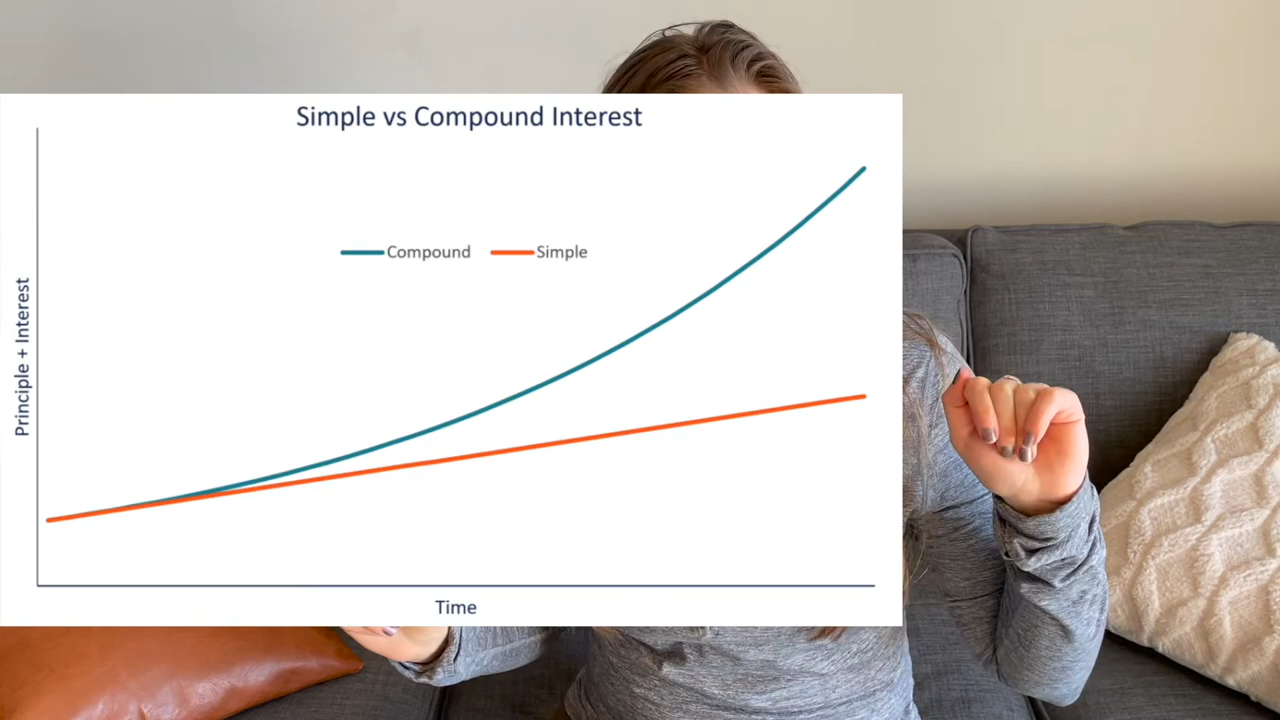 Simple vs Compound Interest
Compound Simple
Principle + Interest
Time